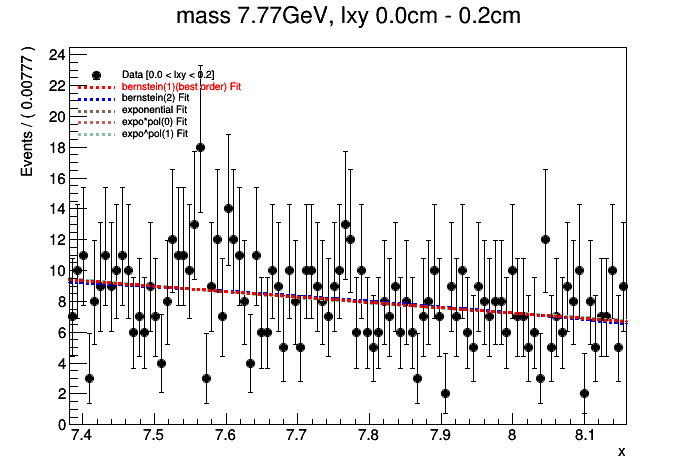 mass 7.77GeV, lxy 0.0cm - 0.2cm
Events / ( 0.00777 )
24
22
20
18
16
14
12
10
8
6
4
2
0
Data [0.0 < lxy < 0.2]
bernstein(1)(best order) Fit
bernstein(2) Fit
exponential Fit
expo*pol(0) Fit
expo^pol(1) Fit
7.4 7.5 7.6 7.7 7.8 7.9 8 8.1
x